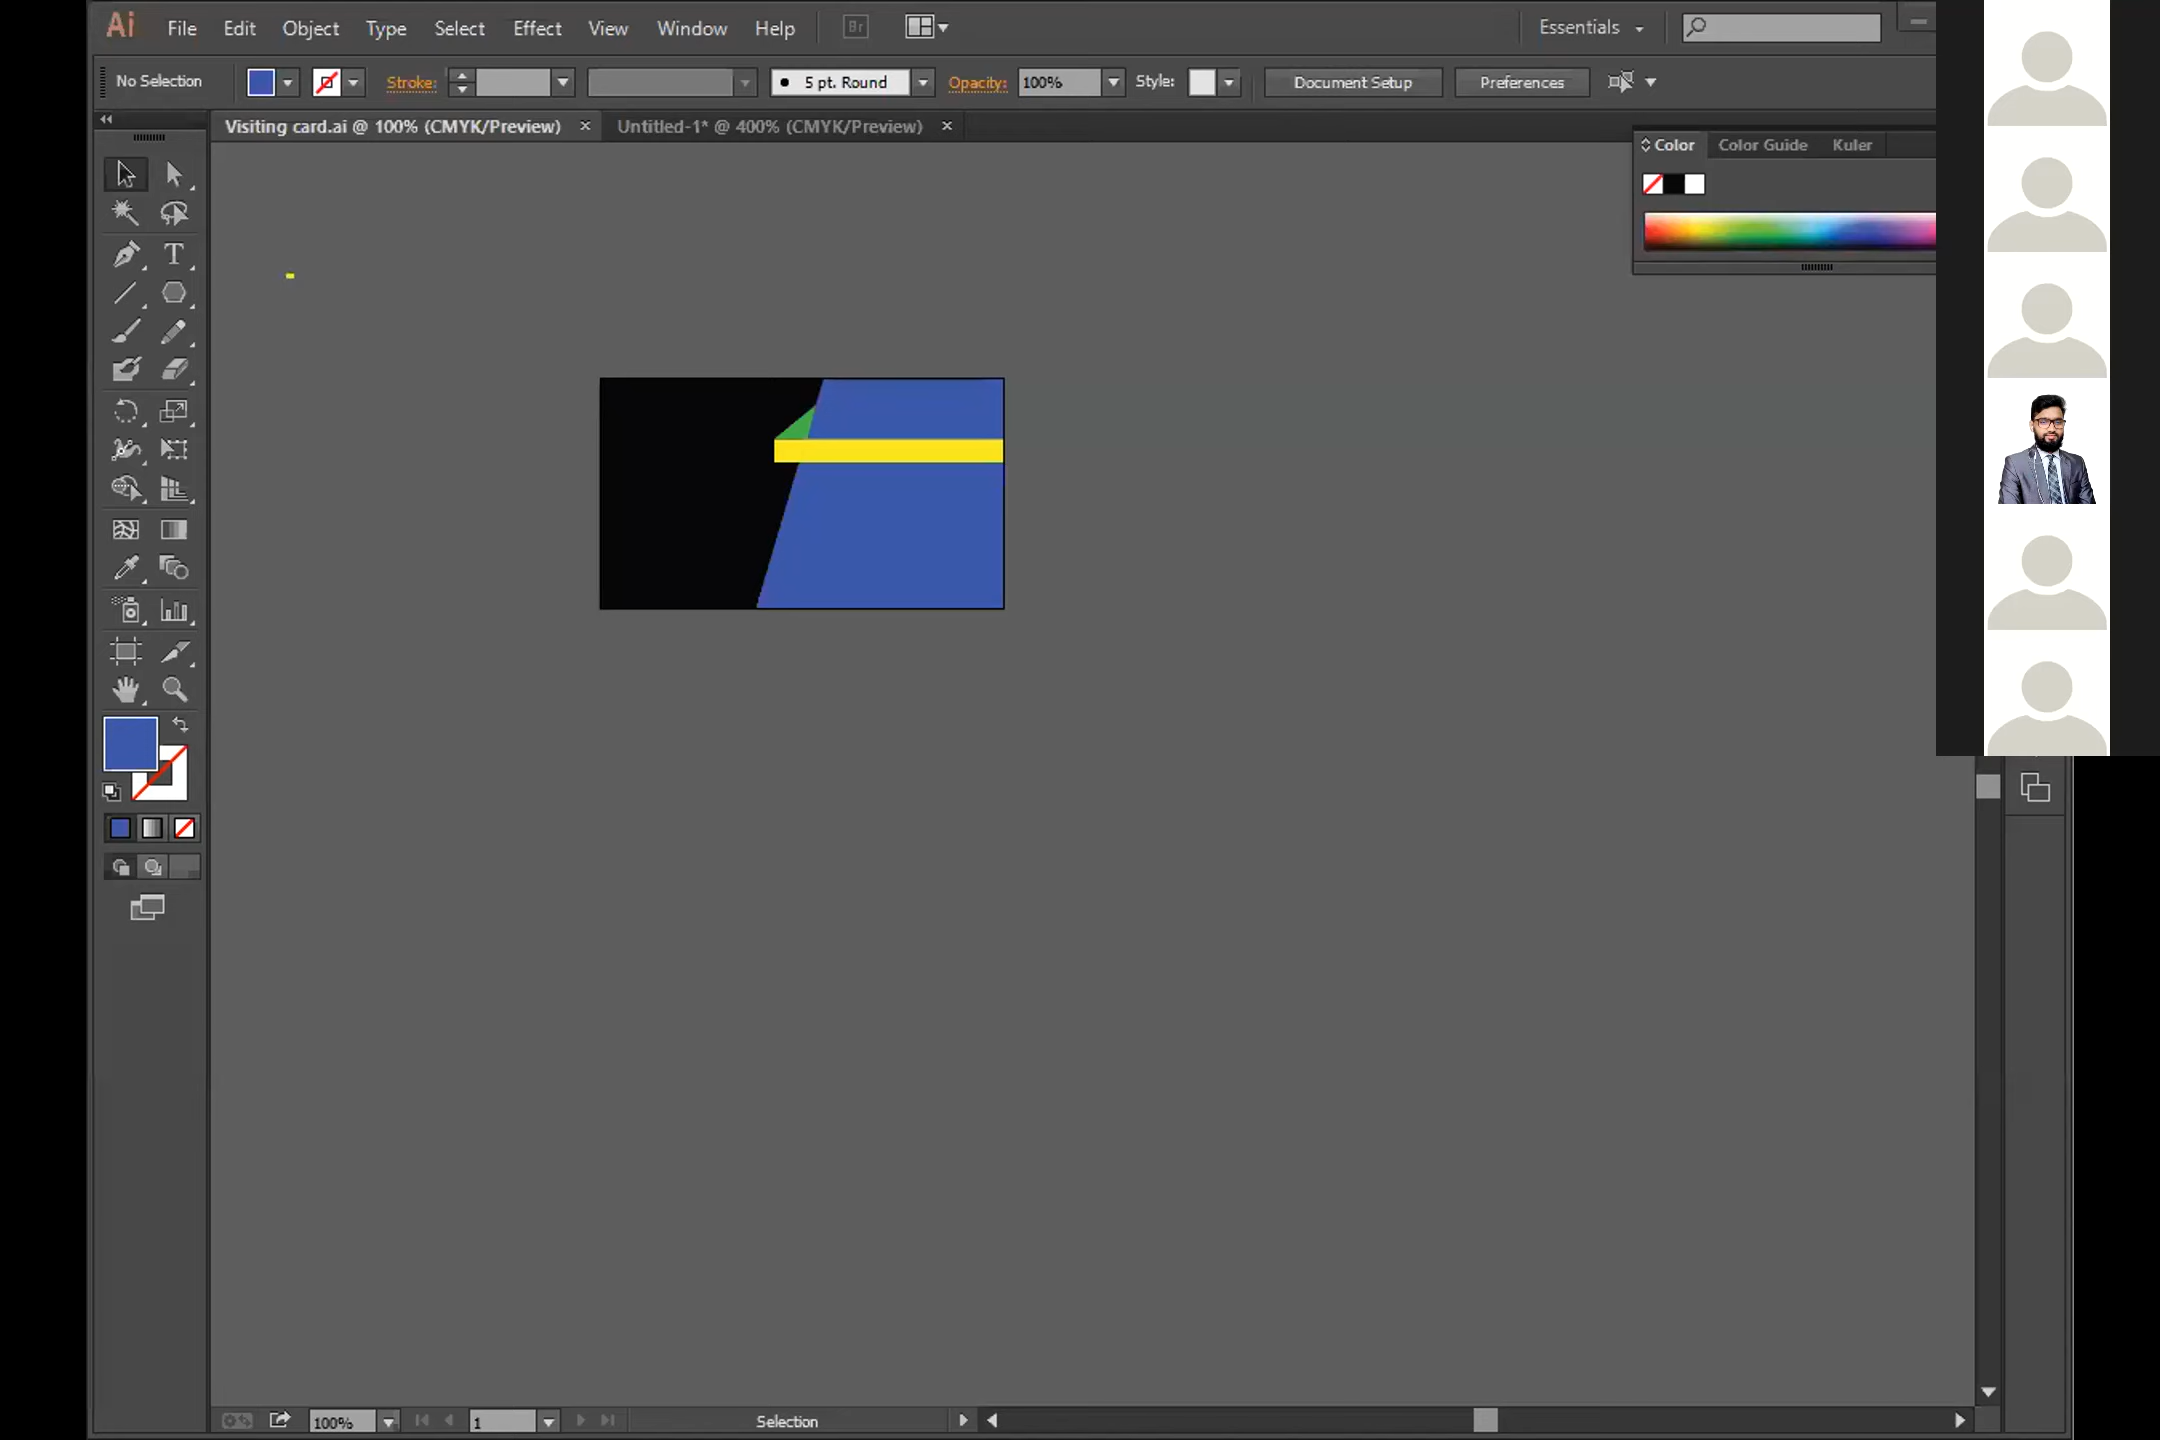 Ai File Edit Object Type Select Effect View Window Help Br Essentials
No Selection Stroke: 5 pt. Round Opacity: 100% Style: Document Setup Preferences
Visiting card.ai @ 100% (CMYK/Preview) × Untitled-1* @ 400% (CMYK/Preview) ×
Color Color Guide Kuler
T
100% 1 Selection